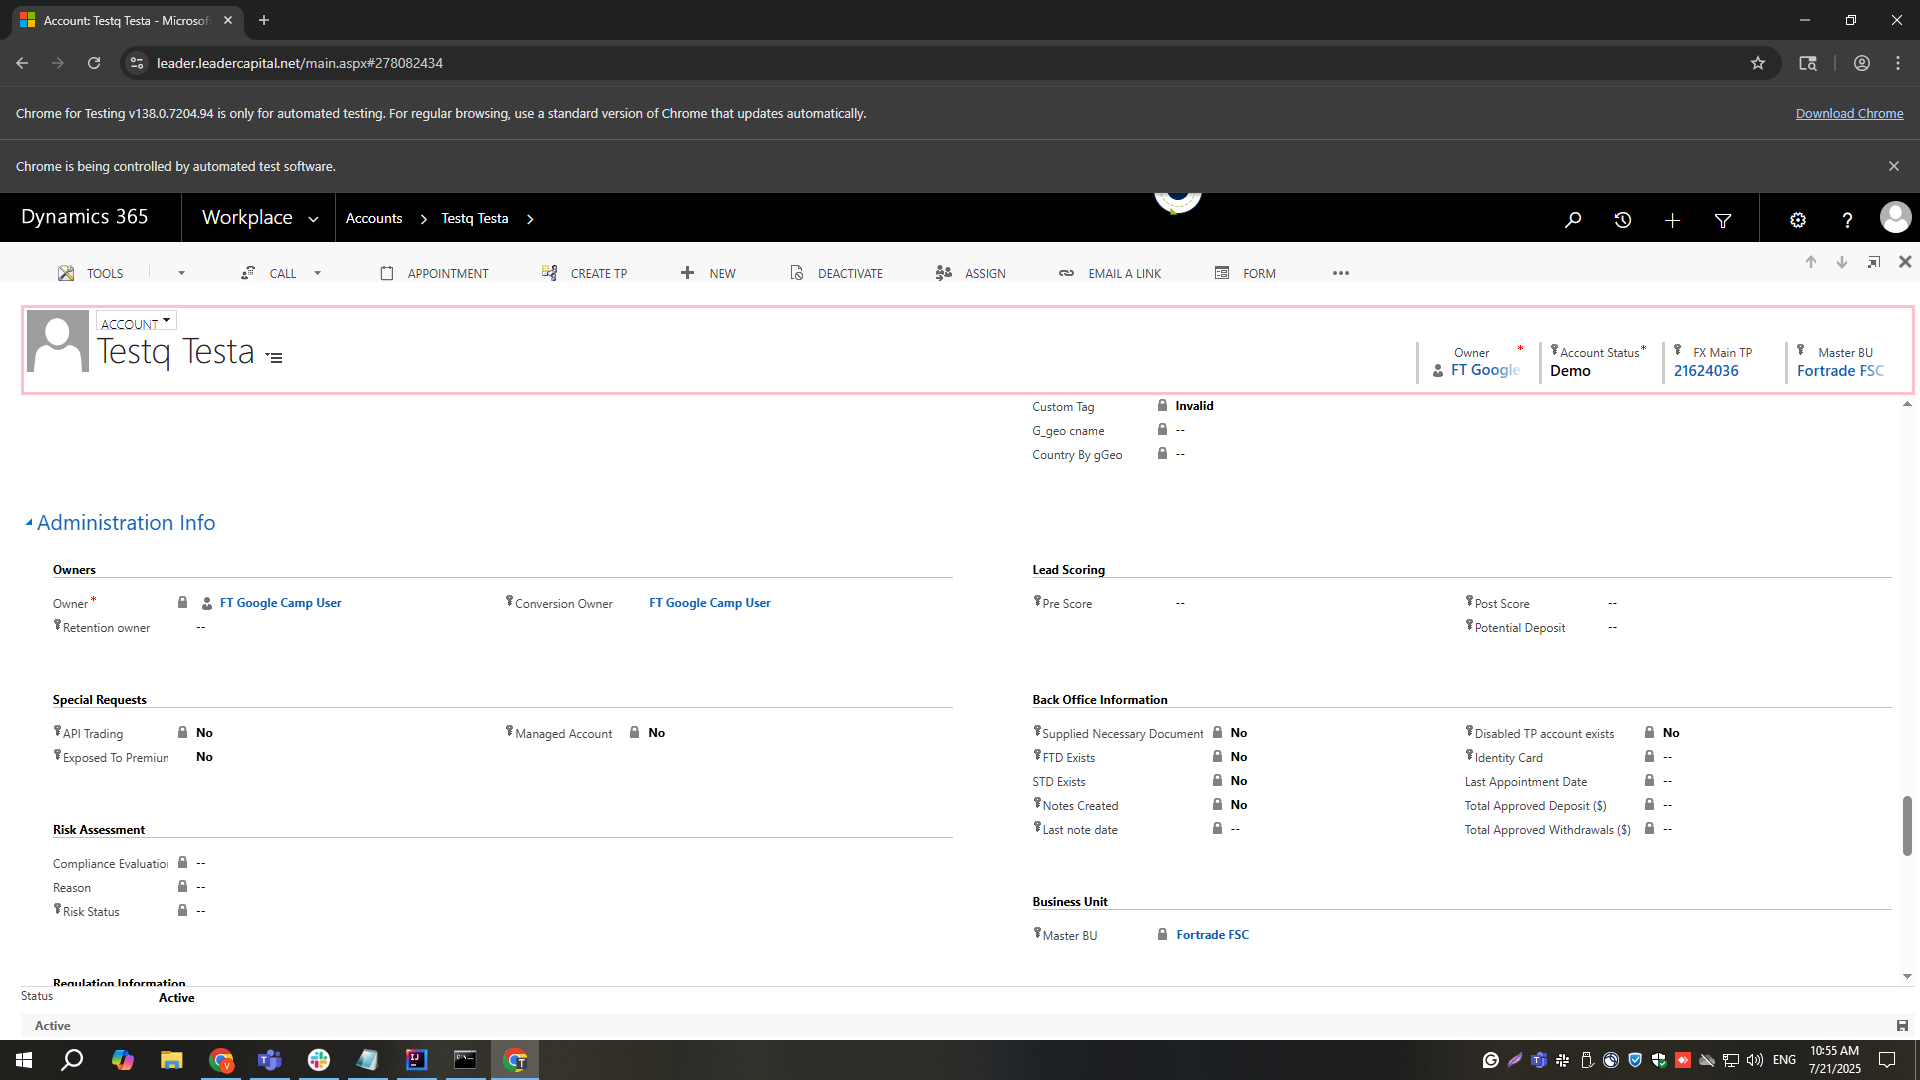 Account: Testq Testa - Microsof
leader.leadercapital.net/main.aspx#278082434
Chrome for Testing v138.0.7204.94 is only for automated testing. For regular browsing, use a standard version of Chrome that updates automatically.
Download Chrome
Chrome is being controlled by automated test software.
Dynamics 365
Workplace
Accounts
Testq Testa
TOOLS
CALL
APPOINTMENT
CREATE TP
NEW
DEACTIVATE
ASSIGN
EMAIL A LINK
FORM
ACCOUNT
Testq Testa
Owner *
FT Google
Account Status *
Demo
FX Main TP
21624036
Master BU
Fortrade FSC
Custom Tag Invalid
G_geo cname --
Country By gGeo --
Administration Info
Owners
Owner * FT Google Camp User
Conversion Owner FT Google Camp User
Retention owner --
Lead Scoring
Pre Score --
Post Score --
Potential Deposit --
Special Requests
API Trading No
Managed Account No
Exposed To Premiun No
Back Office Information
Supplied Necessary Document No
Disabled TP account exists No
FTD Exists No
Identity Card --
STD Exists No
Last Appointment Date --
Notes Created No
Total Approved Deposit ($) --
Last note date --
Total Approved Withdrawals ($) --
Risk Assessment
Compliance Evaluation --
Reason --
Risk Status --
Business Unit
Master BU Fortrade FSC
Regulation Information
Status Active
Active
ENG
10:55 AM
7/21/2025